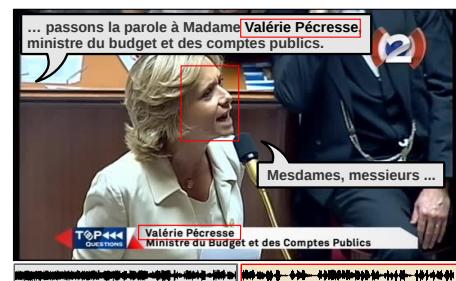 ... passons la parole à Madame Valérie Pécresse,
ministre du budget et des comptes publics.
2
Mesdames, messieurs ...
TOP
QUESTIONS
Valérie Pécresse
Ministre du Budget et des Comptes Publics